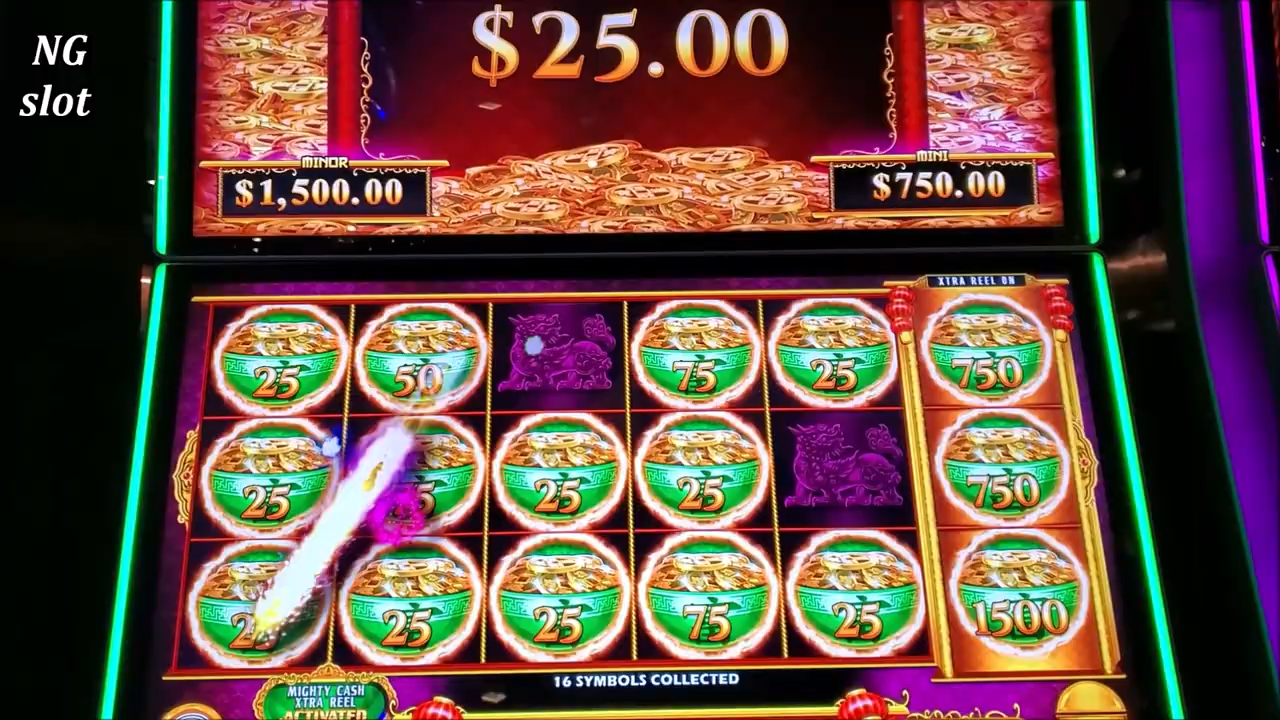 NG
slot
$25.00
MINOR
$1,500.00
MINI
$750.00
XTRA REEL ON
25 50 75 25 750
25 25 25 750
25 25 75 25 1500
16 SYMBOLS COLLECTED
MIGHTY CASH
XTRA REEL
ACTIVATED